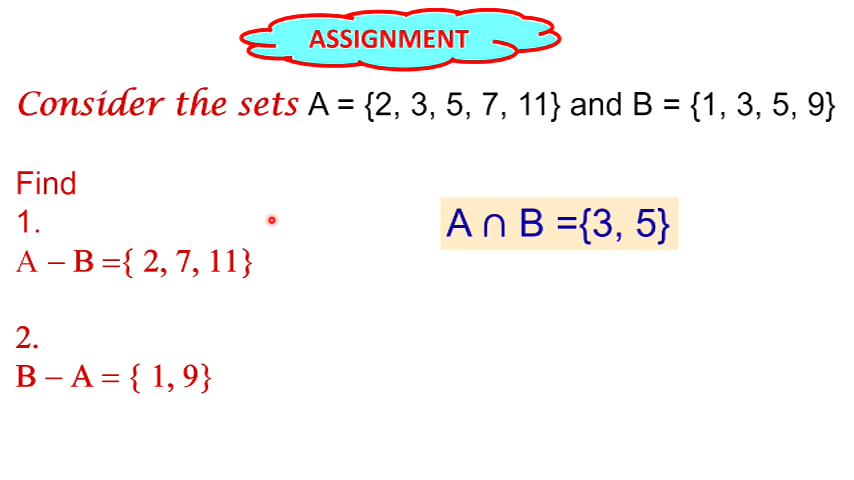 ASSIGNMENT
Consider the sets A = {2, 3, 5, 7, 11} and B = {1, 3, 5, 9}
Find
1.
A ∩ B ={3, 5}
A – B ={ 2, 7, 11}
2.
B – A = { 1, 9}